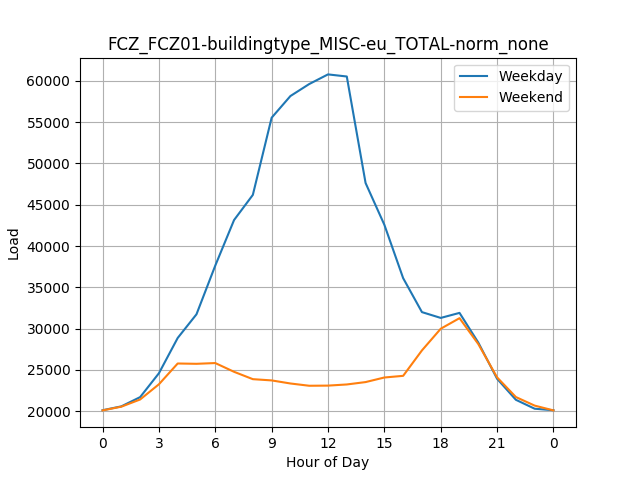 FCZ_FCZ01-buildingtype_MISC-eu_TOTAL-norm_none
Weekday
Weekend
60000
55000
50000
45000
40000
35000
30000
25000
20000
Load
0 3 6 9 12 15 18 21 0
Hour of Day